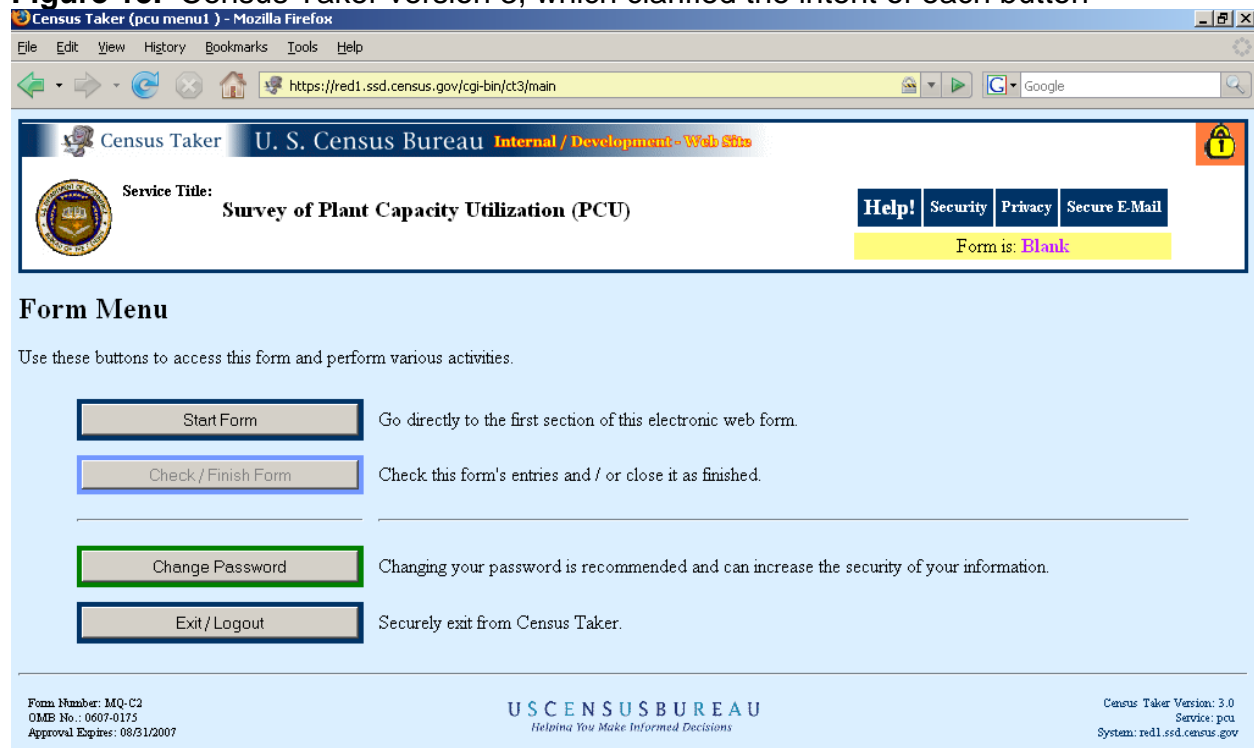 Figure 10. Census Taker version 3, which clarified the intent of each button
Census Taker (pcu menu1 ) - Mozilla Firefox
File Edit View History Bookmarks Tools Help
https://red1.ssd.census.gov/cgi-bin/ct3/main
G Google
Census Taker U. S. Census Bureau Internal / Development - Web Site
Service Title:
Survey of Plant Capacity Utilization (PCU)
Help! Security Privacy Secure E-Mail
Form is: Blank
Form Menu
Use these buttons to access this form and perform various activities.
Start Form Go directly to the first section of this electronic web form.
Check / Finish Form Check this form's entries and / or close it as finished.
Change Password Changing your password is recommended and can increase the security of your information.
Exit / Logout Securely exit from Census Taker.
Form Number: MQ-C2
OMB No.: 0607-0175
Approval Expires: 08/31/2007
USCENSUSBUREAU
Helping You Make Informed Decisions
Census Taker Version: 3.0
Service: pcu
System: red1.ssd.census.gov